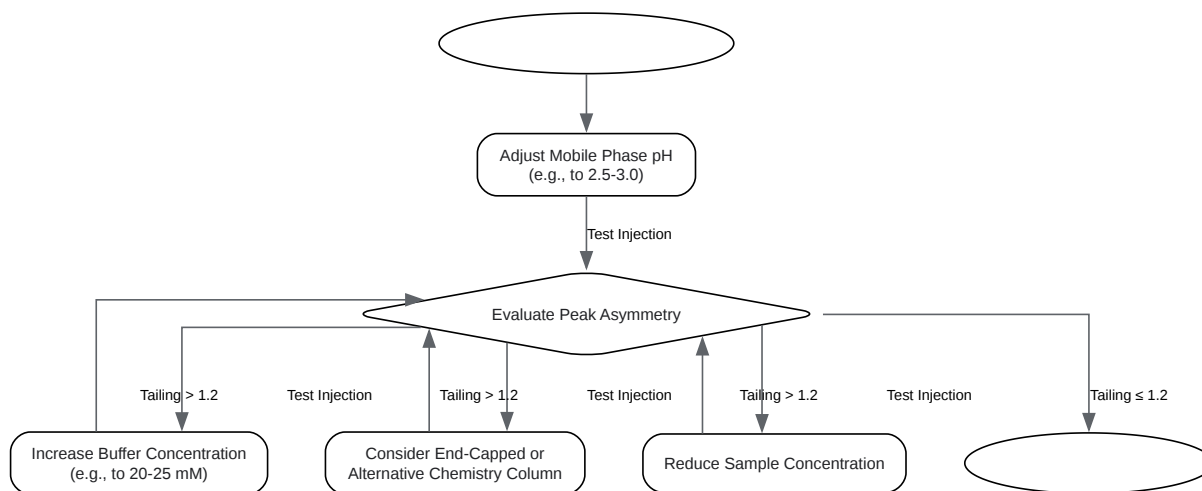 Adjust Mobile Phase pH
(e.g., to 2.5-3.0)
Test Injection
Evaluate Peak Asymmetry
Tailing > 1.2
Test Injection
Tailing > 1.2
Test Injection
Tailing > 1.2
Test Injection
Tailing ≤ 1.2
Increase Buffer Concentration
(e.g., to 20-25 mM)
Consider End-Capped or
Alternative Chemistry Column
Reduce Sample Concentration